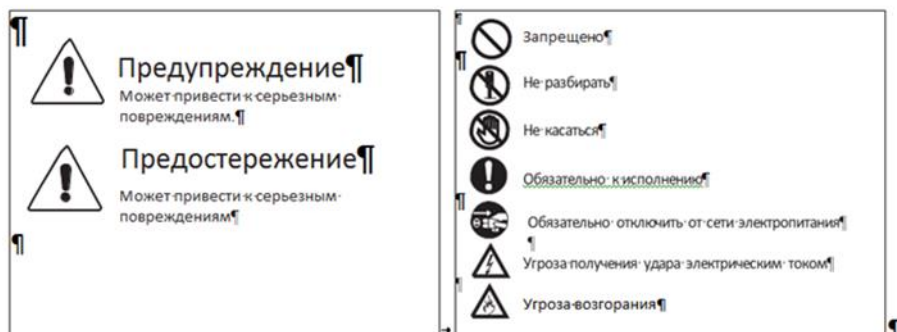 Предупреждение¶
Может·привести·к·серьезным·
повреждениям.¶
Предостережение¶
Может·привести·к·серьезным·
повреждениям¶
Запрещено¶
Не·разбирать¶
Не·касаться¶
Обязательно·к·исполнению¶
Обязательно·отключить·от·сети·электропитания¶
Угроза·получения·удара·электрическим·током¶
Угроза·возгорания¶